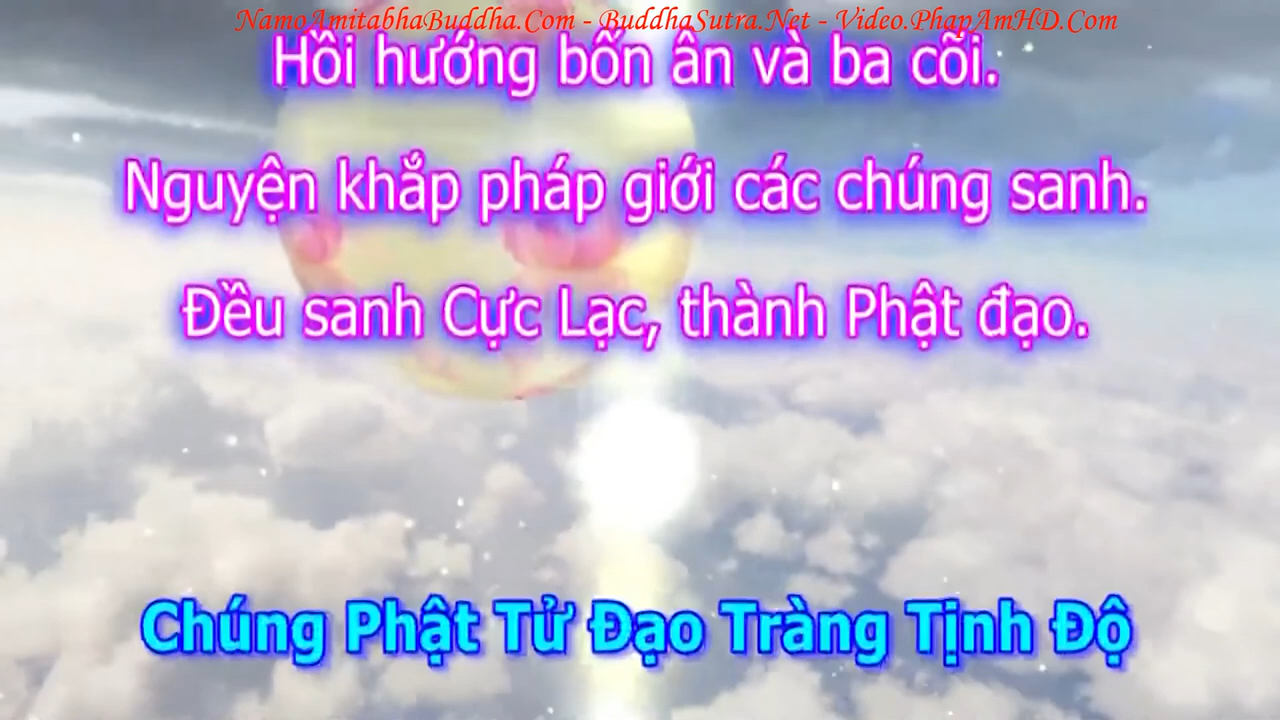 NamoAmitabhaBuddha.Com - BuddhaSutra.Net - Video.PhapAmHD.Com
Hồi hướng bốn ân và ba cõi.
Nguyện khắp pháp giới các chúng sanh.
Đều sanh Cực Lạc, thành Phật đạo.
Chúng Phật Tử Đạo Tràng Tịnh Độ